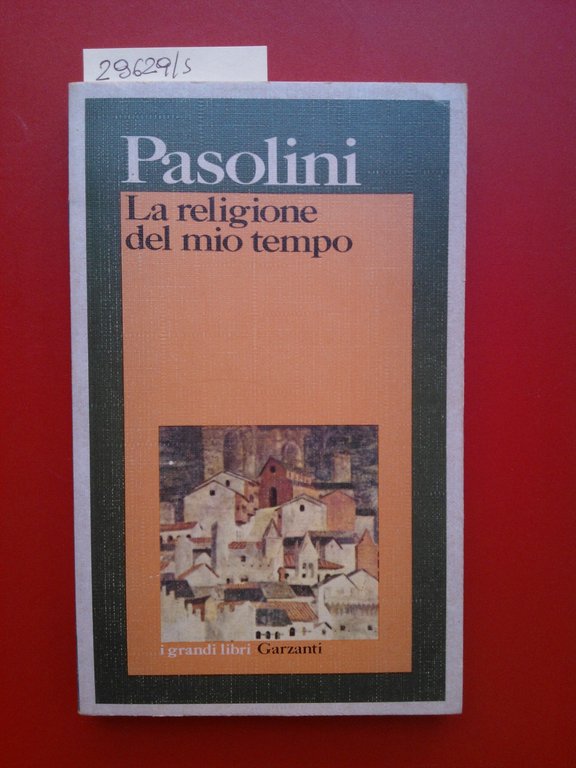 29629/s
Pasolini
La religione
del mio tempo
...i grandi libri Garzanti